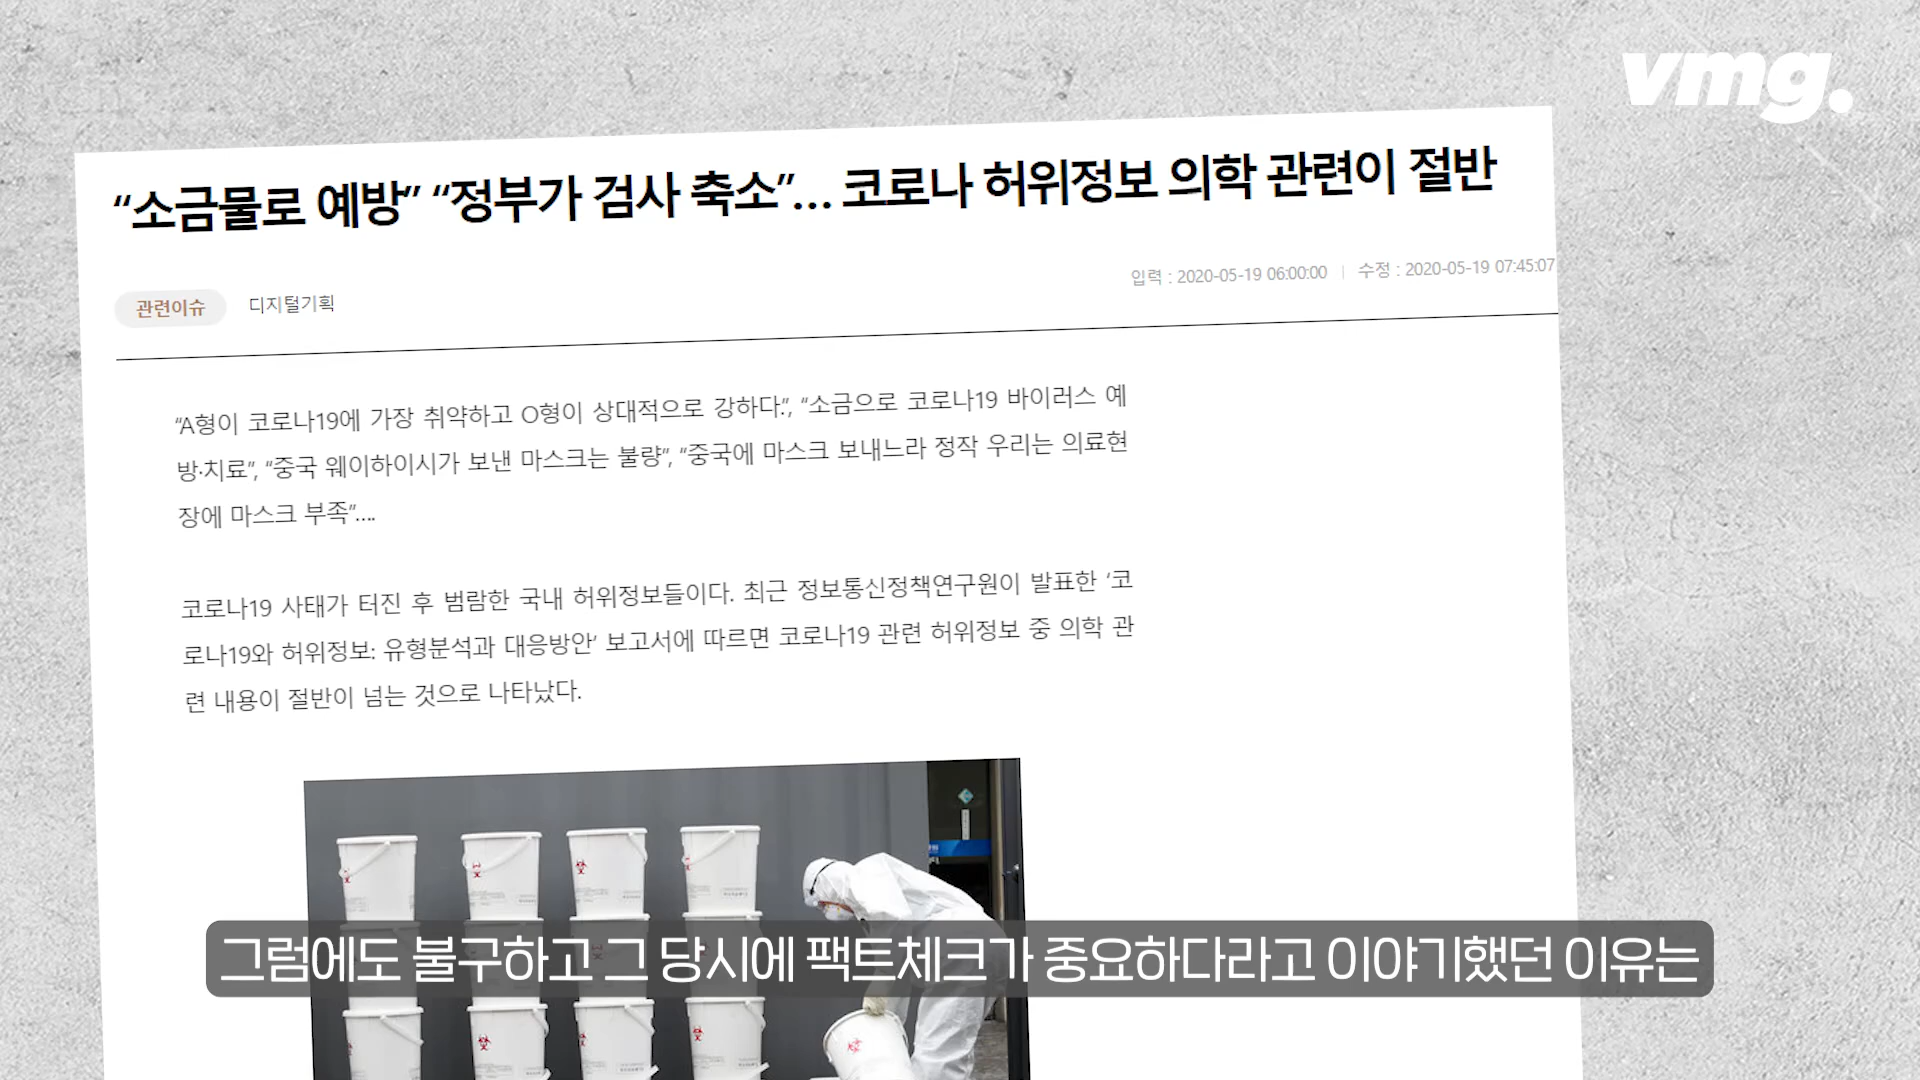 vmg.
“소금물로 예방” “정부가 검사 축소”... 코로나 허위정보 의학 관련이 절반
입력 : 2020-05-19 06:00:00 | 수정 : 2020-05-19 07:45:07
관련이슈 디지털기획
“A형이 코로나19에 가장 취약하고 O형이 상대적으로 강하다.”, “소금으로 코로나19 바이러스 예
방·치료”, “중국 웨이하이시가 보낸 마스크는 불량”, “중국에 마스크 보내느라 정작 우리는 의료현
장에 마스크 부족”….
코로나19 사태가 터진 후 범람한 국내 허위정보들이다. 최근 정보통신정책연구원이 발표한 ‘코
로나19와 허위정보: 유형분석과 대응방안’ 보고서에 따르면 코로나19 관련 허위정보 중 의학 관
련 내용이 절반이 넘는 것으로 나타났다.
그럼에도 불구하고 그 당시에 팩트체크가 중요하다라고 이야기했던 이유는